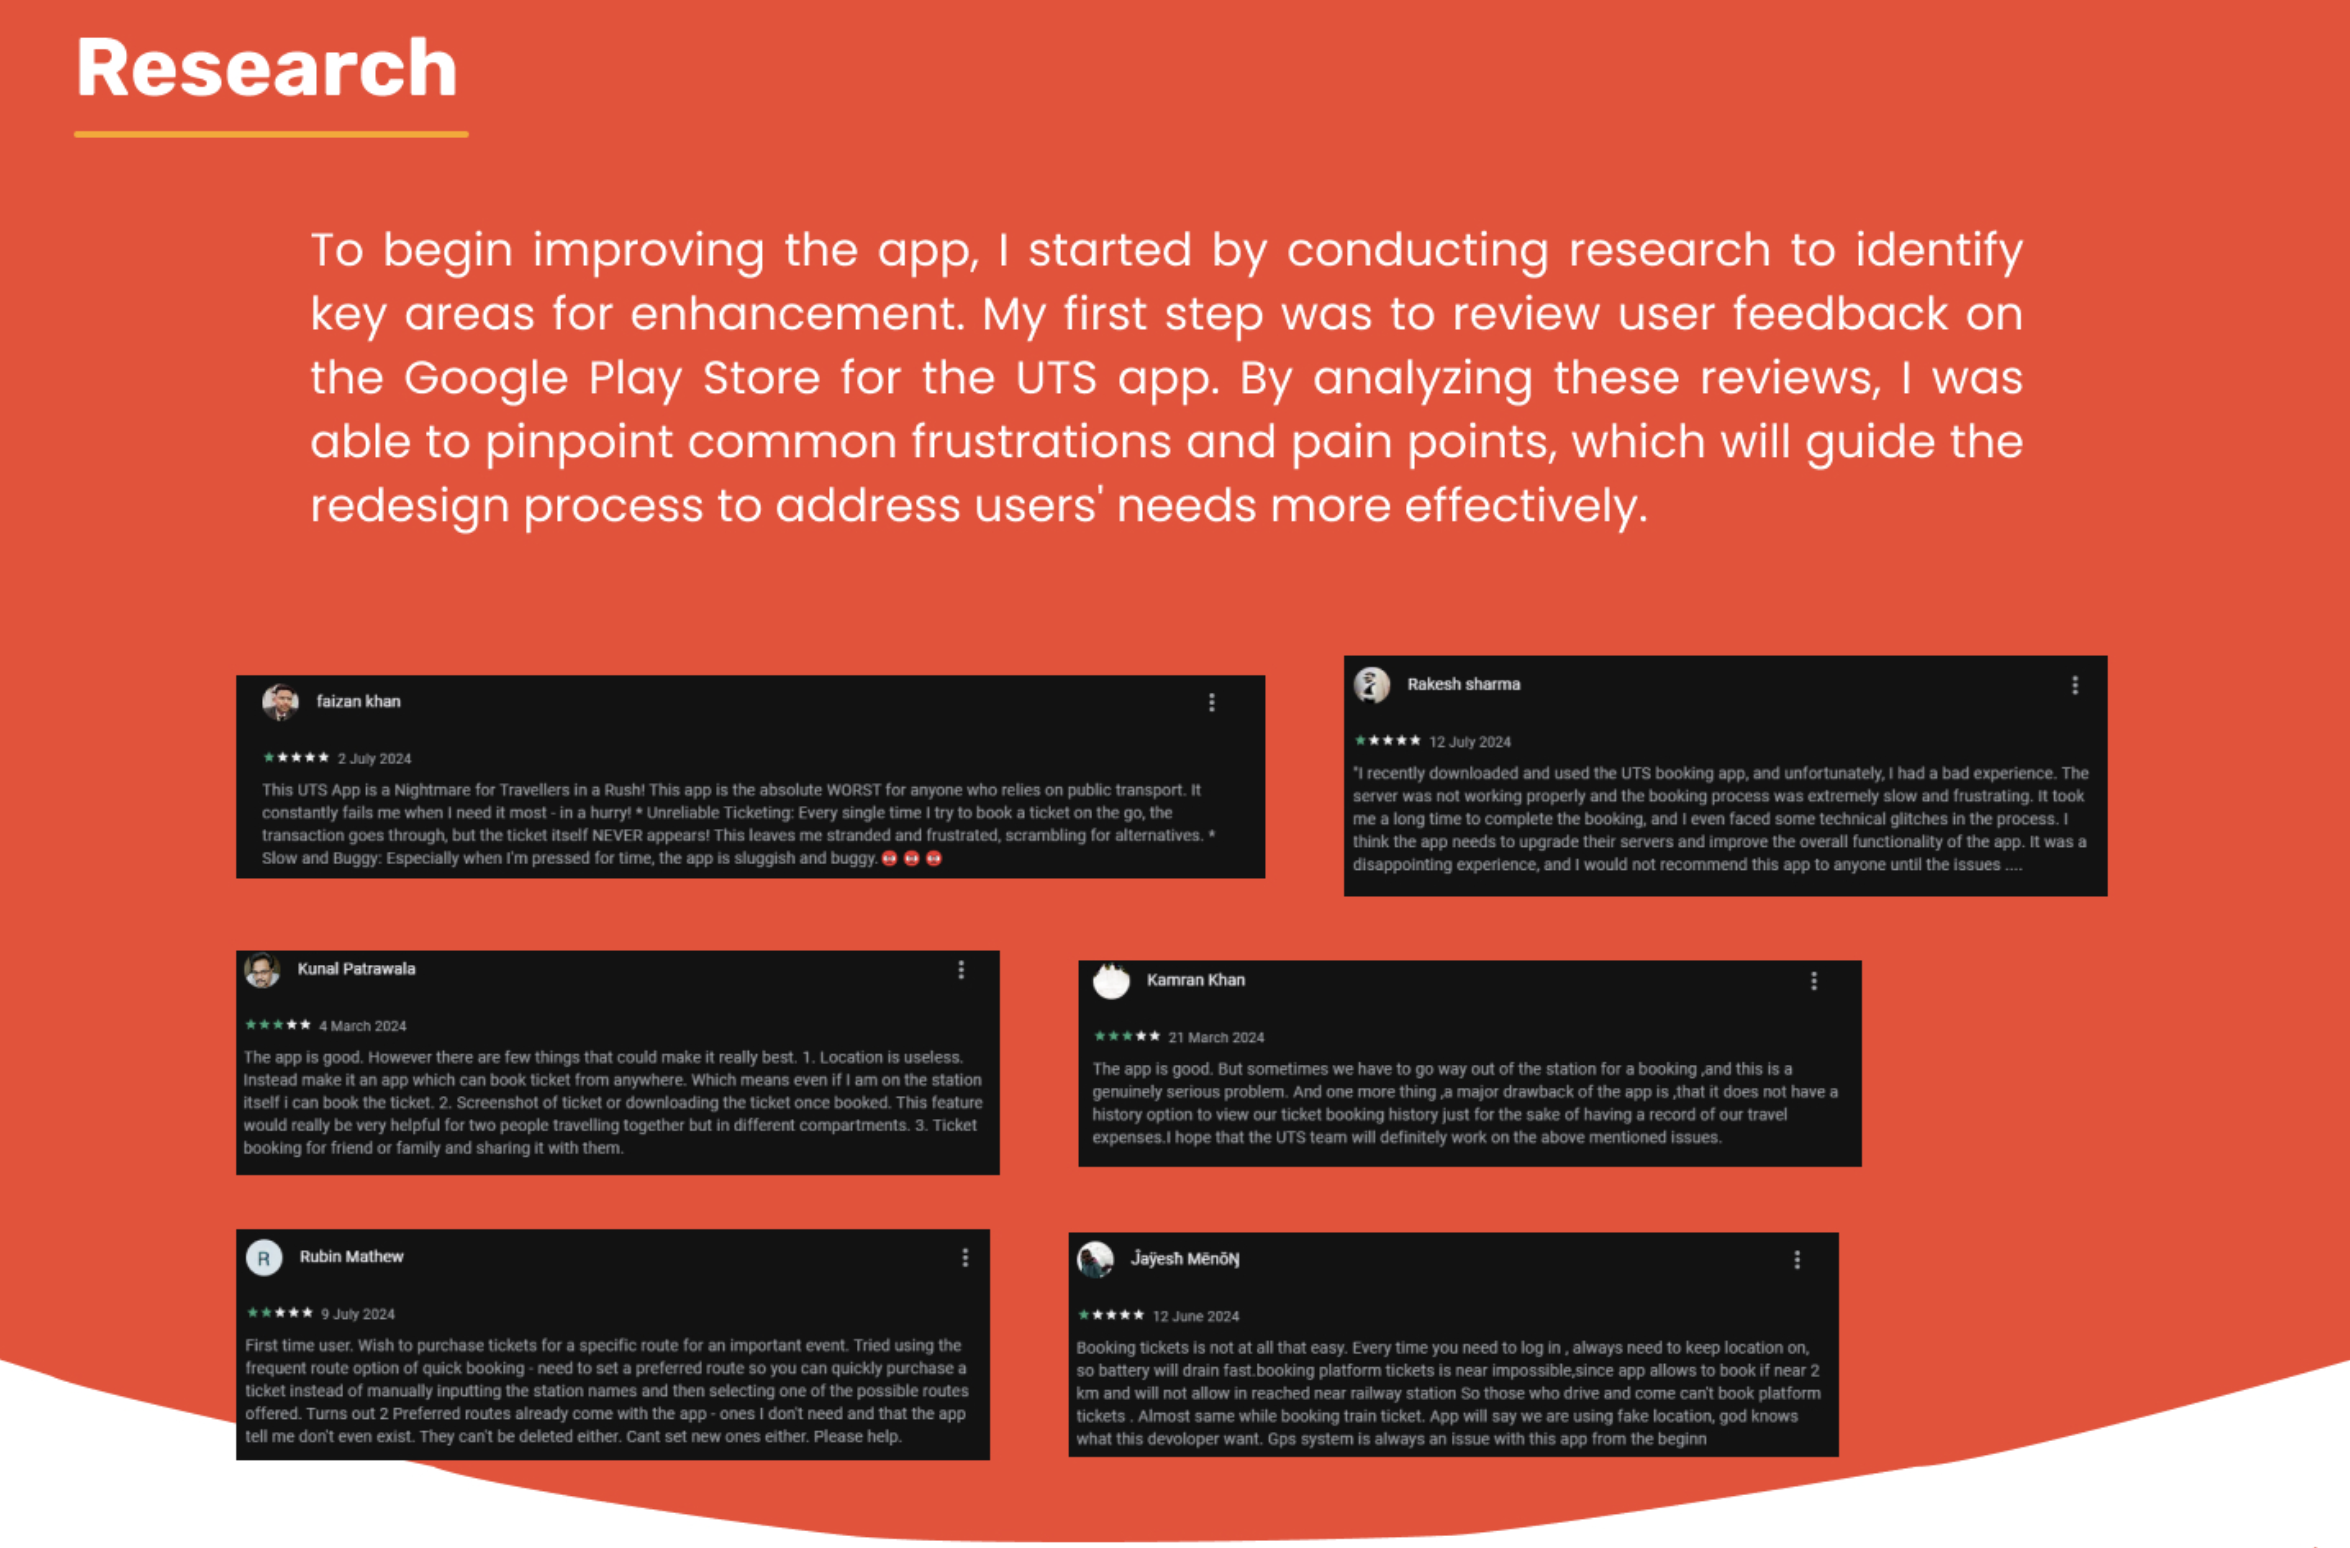 Research
To begin improving the app, I started by conducting research to identify
key areas for enhancement. My first step was to review user feedback on
the Google Play Store for the UTS app. By analyzing these reviews, I was
able to pinpoint common frustrations and pain points, which will guide the
redesign process to address users' needs more effectively.
faizan khan
2 July 2024
This UTS App is a Nightmare for Travellers in a Rush! This app is the absolute WORST for anyone who relies on public transport. It
constantly fails me when I need it most - in a hurry! * Unreliable Ticketing: Every single time I try to book a ticket on the go, the
transaction goes through, but the ticket itself NEVER appears! This leaves me stranded and frustrated, scrambling for alternatives. *
Slow and Buggy: Especially when I'm pressed for time, the app is sluggish and buggy.
Rakesh sharma
12 July 2024
"I recently downloaded and used the UTS booking app, and unfortunately, I had a bad experience. The
server was not working properly and the booking process was extremely slow and frustrating. It took
me a long time to complete the booking, and I even faced some technical glitches in the process. I
think the app needs to upgrade their servers and improve the overall functionality of the app. It was a
disappointing experience, and I would not recommend this app to anyone until the issues ....
Kunal Patrawala
4 March 2024
The app is good. However there are few things that could make it really best. 1. Location is useless.
Instead make it an app which can book ticket from anywhere. Which means even if I am on the station
itself i can book the ticket. 2. Screenshot of ticket or downloading the ticket once booked. This feature
would really be very helpful for two people travelling together but in different compartments. 3. Ticket
booking for friend or family and sharing it with them.
Kamran Khan
21 March 2024
The app is good. But sometimes we have to go way out of the station for a booking ,and this is a
genuinely serious problem. And one more thing ,a major drawback of the app is ,that it does not have a
history option to view our ticket booking history just for the sake of having a record of our travel
expenses.I hope that the UTS team will definitely work on the above mentioned issues.
R
Rubin Mathew
9 July 2024
First time user. Wish to purchase tickets for a specific route for an important event. Tried using the
frequent route option of quick booking - need to set a preferred route so you can quickly purchase a
ticket instead of manually inputting the station names and then selecting one of the possible routes
offered. Turns out 2 Preferred routes already come with the app - ones I don't need and that the app
tell me don't even exist. They can't be deleted either. Cant set new ones either. Please help.
Ĵaÿesħ MēnōŊ
12 June 2024
Booking tickets is not at all that easy. Every time you need to log in , always need to keep location on,
so battery will drain fast.booking platform tickets is near impossible,since app allows to book if near 2
km and will not allow in reached near railway station So those who drive and come can't book platform
tickets . Almost same while booking train ticket. App will say we are using fake location, god knows
what this devoloper want. Gps system is always an issue with this app from the beginn